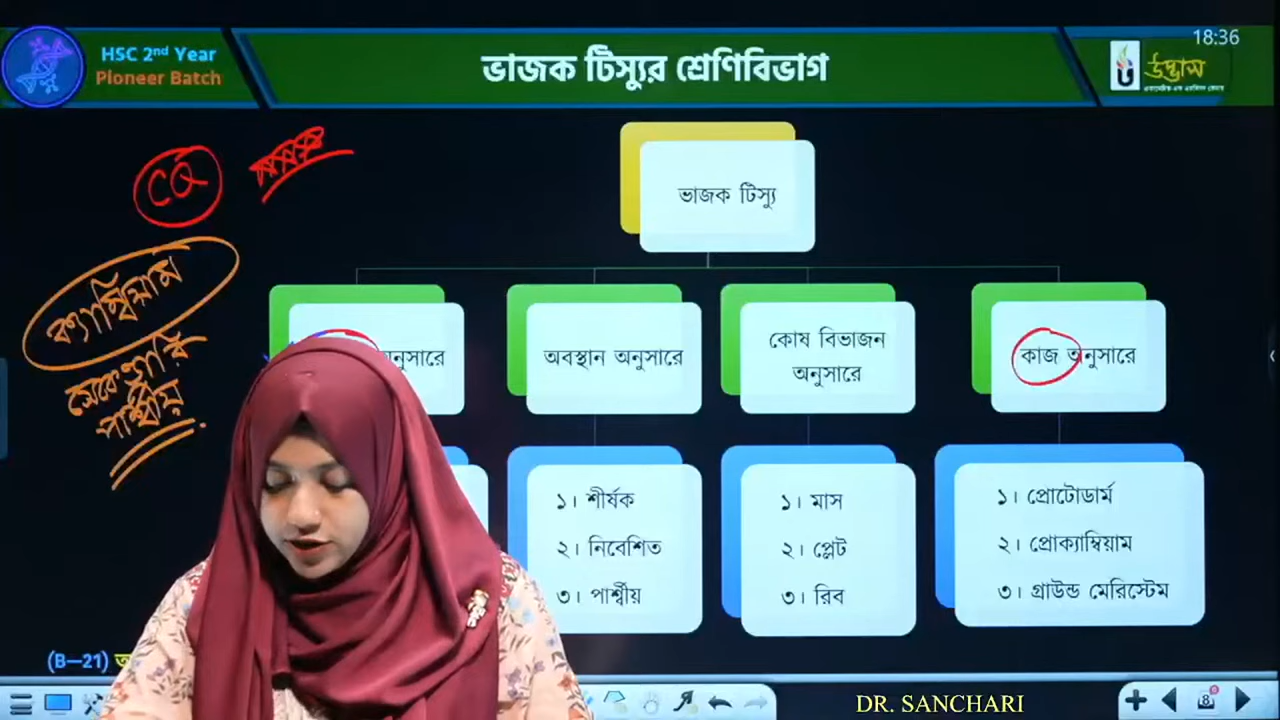 HSC 2nd Year
Pioneer Batch
ভাজক টিস্যুর শ্রেণিবিভাগ
18:36
উদ্ভাস
CQ
ক্যাম্বিয়াম
সেকেন্ডারি
পার্শ্বীয়
ভাজক টিস্যু
অনুসারে
অবস্থান অনুসারে
কোষ বিভাজন
অনুসারে
কাজ অনুসারে
১। শীর্ষক
২। নিবেশিত
৩। পার্শ্বীয়
১। মাস
২। প্লেট
৩। রিব
১। প্রোটোডার্ম
২। প্রোক্যাম্বিয়াম
৩। গ্রাউন্ড মেরিস্টেম
(B–21)
DR. SANCHARI